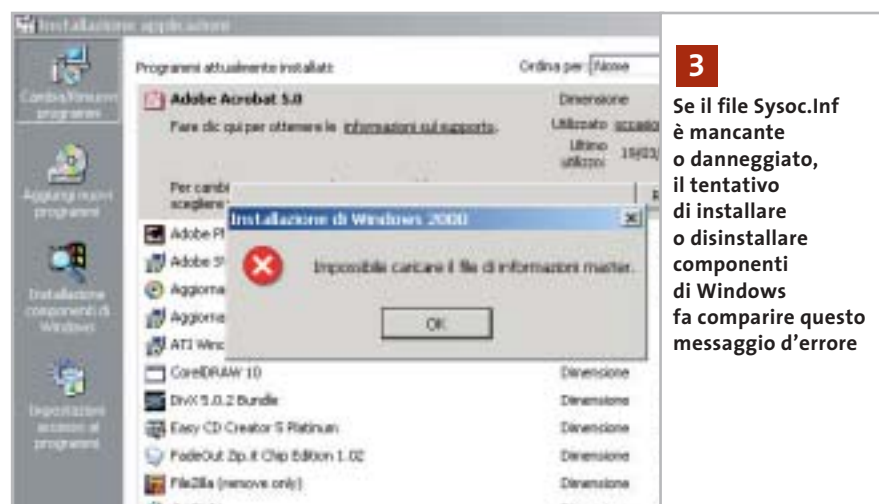 Installazione applicazioni
Cambia/Rimuovi
programmi
Aggiungi nuovi
programmi
Installazione
componenti di
Windows
Impostazioni
accesso ai
programmi
Programmi attualmente installati:
Ordina per: Nome
Adobe Acrobat 5.0
Dimensione
Fare clic qui per ottenere le informazioni sul supporto.
Utilizzato
Ultimo
utilizzo:
Per
scegliere
Installazione di Windows 2000
Impossibile caricare il file di informazioni master.
OK
Adobe
Adobe
ATI
CorelDRAW 10
Dimensione
DivX 5.0.2 Bundle
Dimensione
Easy CD Creator 5 Platinum
Dimensione
FadeOut Zip.it Chip Edition 1.02
Dimensione
FileZilla (remove only)
Dimensione
3
Se il file Sysoc.Inf
è mancante
o danneggiato,
il tentativo
di installare
o disinstallare
componenti
di Windows
fa comparire questo
messaggio d'errore